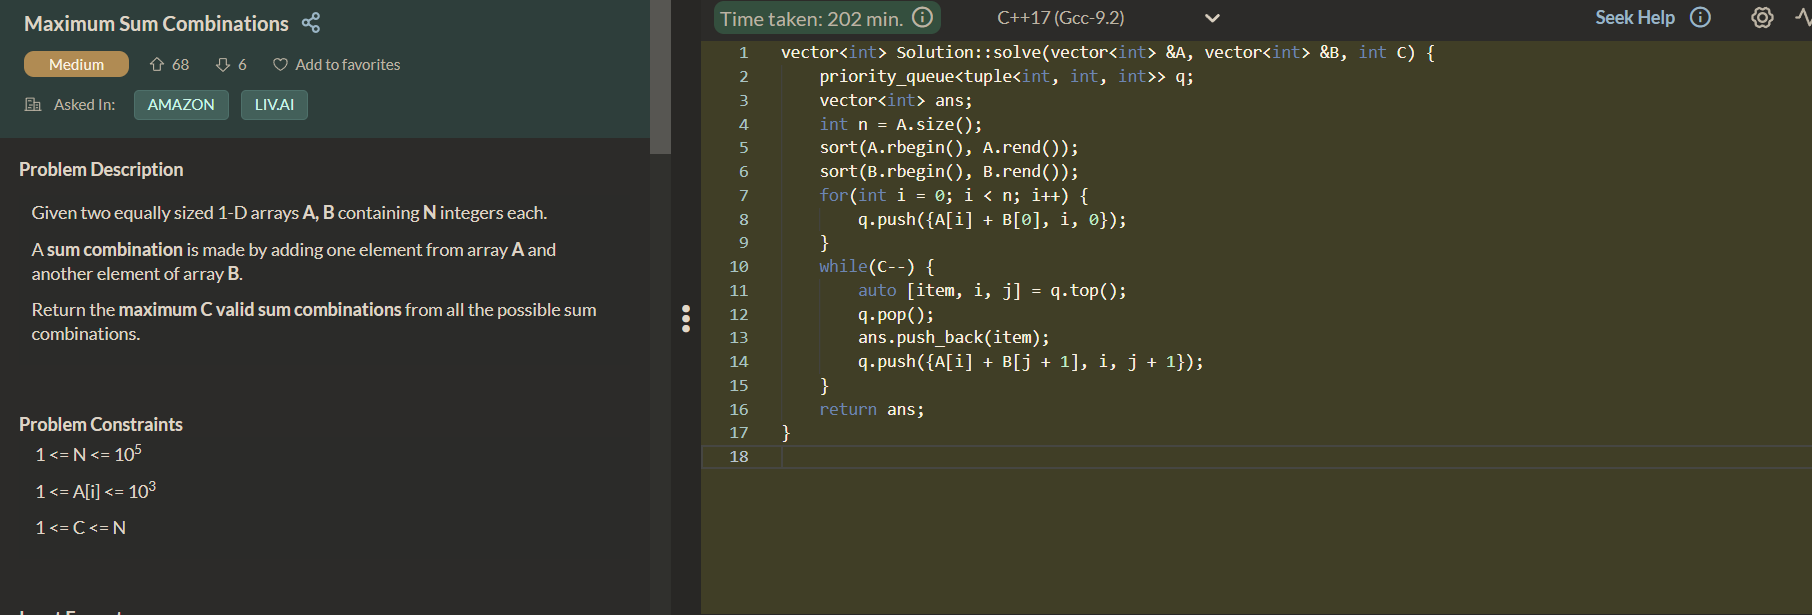 Maximum Sum Combinations
Medium 68 6 Add to favorites
Asked In: AMAZON LIV.AI
Problem Description
Given two equally sized 1-D arrays A, B containing N integers each.
A sum combination is made by adding one element from array A and
another element of array B.
Return the maximum C valid sum combinations from all the possible sum
combinations.
Problem Constraints
1 <= N <= 10⁵
1 <= A[i] <= 10³
1 <= C <= N
Time taken: 202 min. C++17 (Gcc-9.2) Seek Help
1 vector<int> Solution::solve(vector<int> &A, vector<int> &B, int C) {
2     priority_queue<tuple<int, int, int>> q;
3     vector<int> ans;
4     int n = A.size();
5     sort(A.rbegin(), A.rend());
6     sort(B.rbegin(), B.rend());
7     for(int i = 0; i < n; i++) {
8         q.push({A[i] + B[0], i, 0});
9     }
10     while(C--) {
11         auto [item, i, j] = q.top();
12         q.pop();
13         ans.push_back(item);
14         q.push({A[i] + B[j + 1], i, j + 1});
15     }
16     return ans;
17 }
18